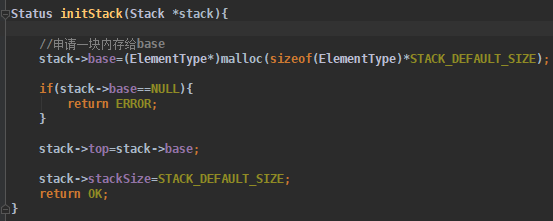 Status initStack(Stack *stack){
//申请一块内存给base
stack->base=(ElementType*)malloc(sizeof(ElementType)*STACK_DEFAULT_SIZE);
if(stack->base==NULL){
return ERROR;
}
stack->top=stack->base;
stack->stackSize=STACK_DEFAULT_SIZE;
return OK;
}